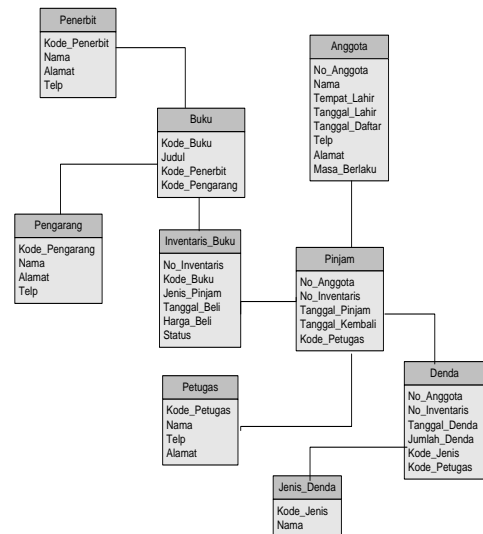 Penerbit
Kode_Penerbit
Nama
Alamat
Telp
Anggota
No_Anggota
Nama
Tempat_Lahir
Tanggal_Lahir
Tanggal_Daftar
Telp
Alamat
Masa_Berlaku
Buku
Kode_Buku
Judul
Kode_Penerbit
Kode_Pengarang
Pengarang
Kode_Pengarang
Nama
Alamat
Telp
Inventaris_Buku
No_Inventaris
Kode_Buku
Jenis_Pinjam
Tanggal_Beli
Harga_Beli
Status
Pinjam
No_Anggota
No_Inventaris
Tanggal_Pinjam
Tanggal_Kembali
Kode_Petugas
Petugas
Kode_Petugas
Nama
Telp
Alamat
Denda
No_Anggota
No_Inventaris
Tanggal_Denda
Jumlah_Denda
Kode_Jenis
Kode_Petugas
Jenis_Denda
Kode_Jenis
Nama